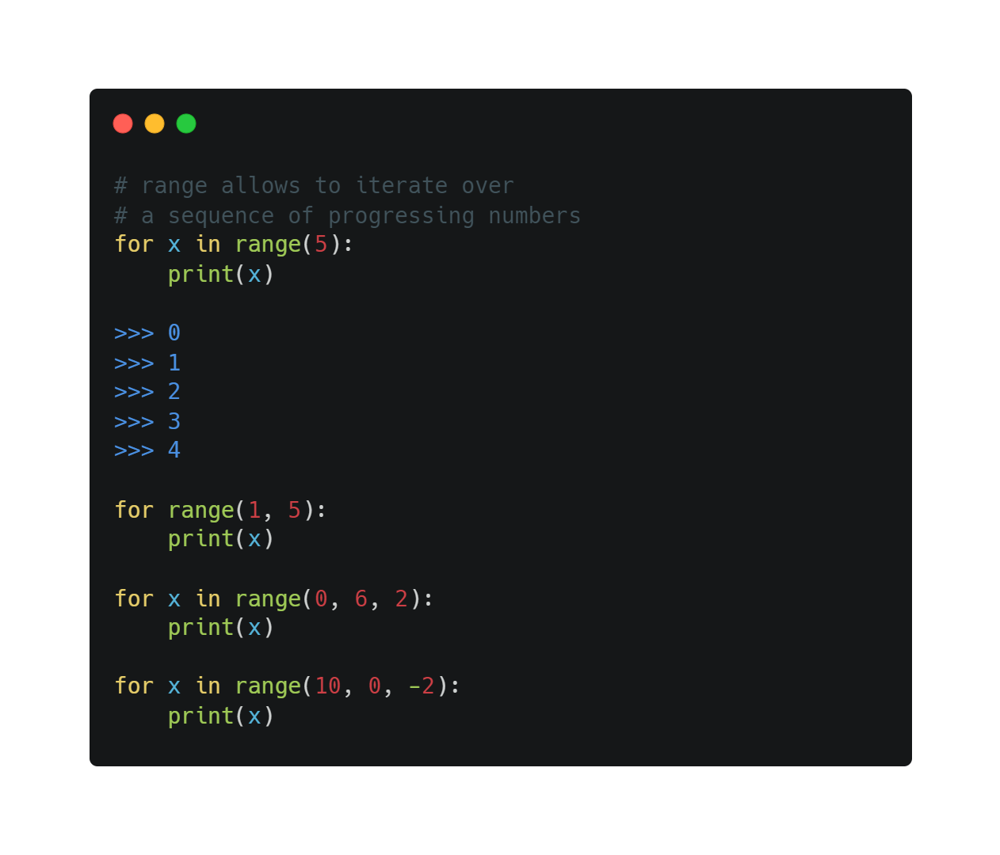 # range allows to iterate over
# a sequence of progressing numbers
for x in range(5):
    print(x)

>>> 0
>>> 1
>>> 2
>>> 3
>>> 4

for range(1, 5):
    print(x)

for x in range(0, 6, 2):
    print(x)

for x in range(10, 0, -2):
    print(x)